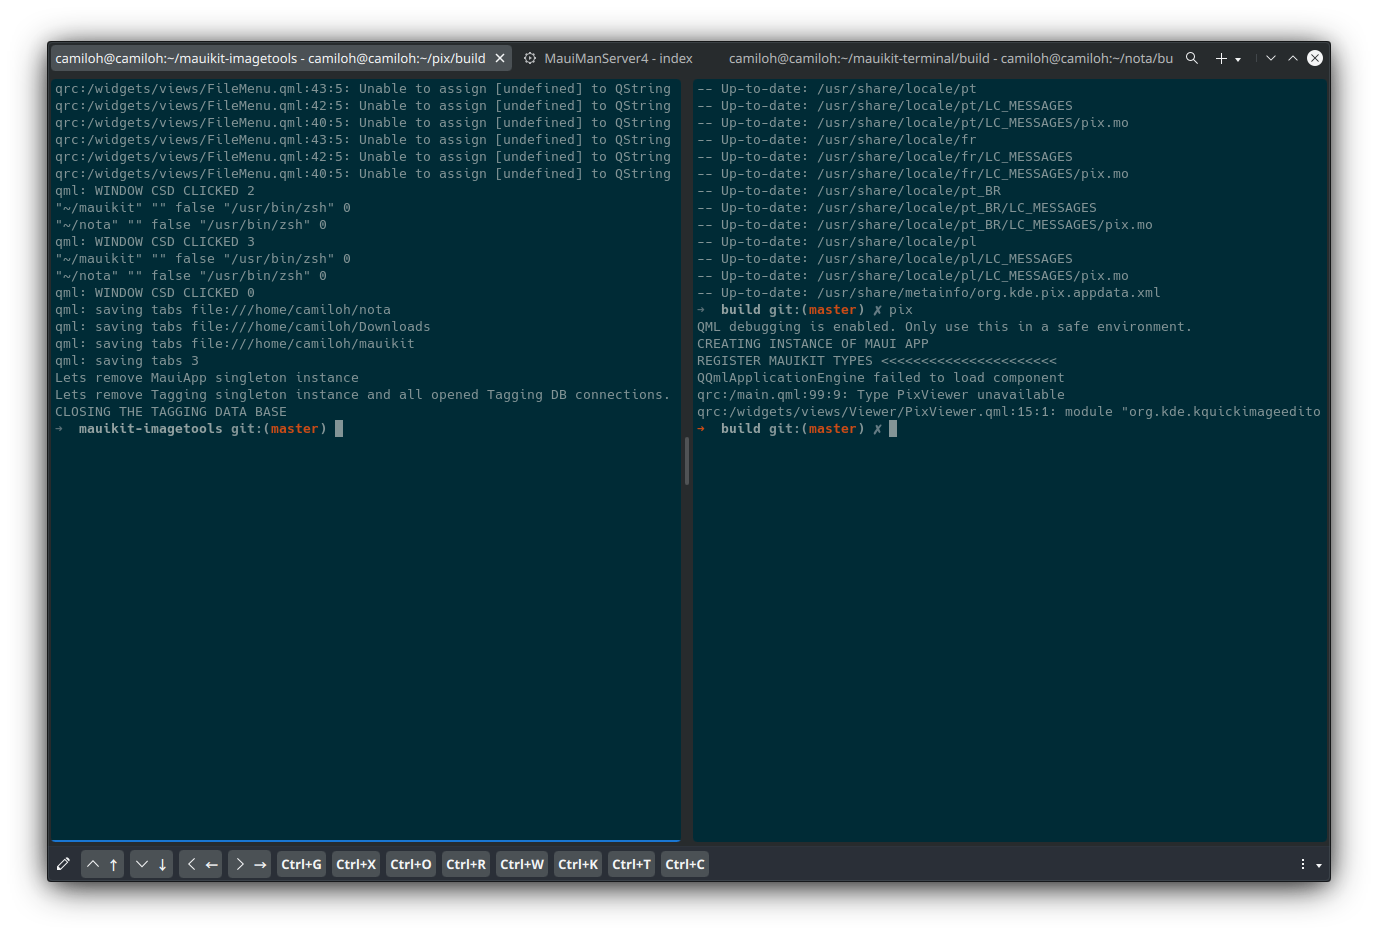 camiloh@camiloh:~/mauikit-imagetools - camiloh@camiloh:~/pix/build
MauiManServer4 - index
camiloh@camiloh:~/mauikit-terminal/build - camiloh@camiloh:~/nota/bu
qrc:/widgets/views/FileMenu.qml:43:5: Unable to assign [undefined] to QString
qrc:/widgets/views/FileMenu.qml:42:5: Unable to assign [undefined] to QString
qrc:/widgets/views/FileMenu.qml:40:5: Unable to assign [undefined] to QString
qrc:/widgets/views/FileMenu.qml:43:5: Unable to assign [undefined] to QString
qrc:/widgets/views/FileMenu.qml:42:5: Unable to assign [undefined] to QString
qrc:/widgets/views/FileMenu.qml:40:5: Unable to assign [undefined] to QString
qml: WINDOW CSD CLICKED 2
"~/mauikit" "" false "/usr/bin/zsh" 0
"~/nota" "" false "/usr/bin/zsh" 0
qml: WINDOW CSD CLICKED 3
"~/mauikit" "" false "/usr/bin/zsh" 0
"~/nota" "" false "/usr/bin/zsh" 0
qml: WINDOW CSD CLICKED 0
qml: saving tabs file:///home/camiloh/nota
qml: saving tabs file:///home/camiloh/Downloads
qml: saving tabs file:///home/camiloh/mauikit
qml: saving tabs 3
Lets remove MauiApp singleton instance
Lets remove Tagging singleton instance and all opened Tagging DB connections.
CLOSING THE TAGGING DATA BASE
→ mauikit-imagetools git:(master)
-- Up-to-date: /usr/share/locale/pt
-- Up-to-date: /usr/share/locale/pt/LC_MESSAGES
-- Up-to-date: /usr/share/locale/pt/LC_MESSAGES/pix.mo
-- Up-to-date: /usr/share/locale/fr
-- Up-to-date: /usr/share/locale/fr/LC_MESSAGES
-- Up-to-date: /usr/share/locale/fr/LC_MESSAGES/pix.mo
-- Up-to-date: /usr/share/locale/pt_BR
-- Up-to-date: /usr/share/locale/pt_BR/LC_MESSAGES
-- Up-to-date: /usr/share/locale/pt_BR/LC_MESSAGES/pix.mo
-- Up-to-date: /usr/share/locale/pl
-- Up-to-date: /usr/share/locale/pl/LC_MESSAGES
-- Up-to-date: /usr/share/locale/pl/LC_MESSAGES/pix.mo
-- Up-to-date: /usr/share/metainfo/org.kde.pix.appdata.xml
→ build git:(master) ✗ pix
QML debugging is enabled. Only use this in a safe environment.
CREATING INSTANCE OF MAUI APP
REGISTER MAUIKIT TYPES <<<<<<<<<<<<<<<<<<<<<<
QQmlApplicationEngine failed to load component
qrc:/main.qml:99:9: Type PixViewer unavailable
qrc:/widgets/views/Viewer/PixViewer.qml:15:1: module "org.kde.kquickimageedito
→ build git:(master) ✗
↑ ↓ ← → Ctrl+G Ctrl+X Ctrl+O Ctrl+R Ctrl+W Ctrl+K Ctrl+T Ctrl+C